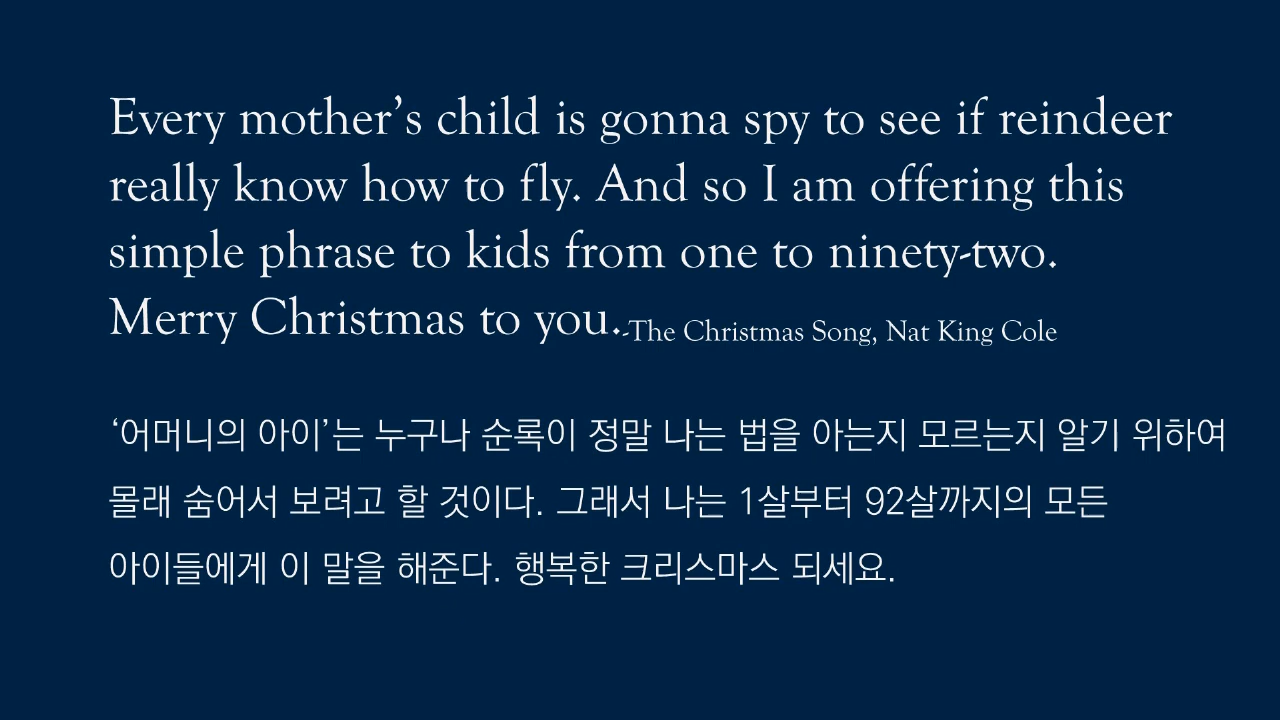 Every mother’s child is gonna spy to see if reindeer
really know how to fly. And so I am offering this
simple phrase to kids from one to ninety-two.
Merry Christmas to you.-The Christmas Song, Nat King Cole
‘어머니의 아이’는 누구나 순록이 정말 나는 법을 아는지 모르는지 알기 위하여
몰래 숨어서 보려고 할 것이다. 그래서 나는 1살부터 92살까지의 모든
아이들에게 이 말을 해준다. 행복한 크리스마스 되세요.